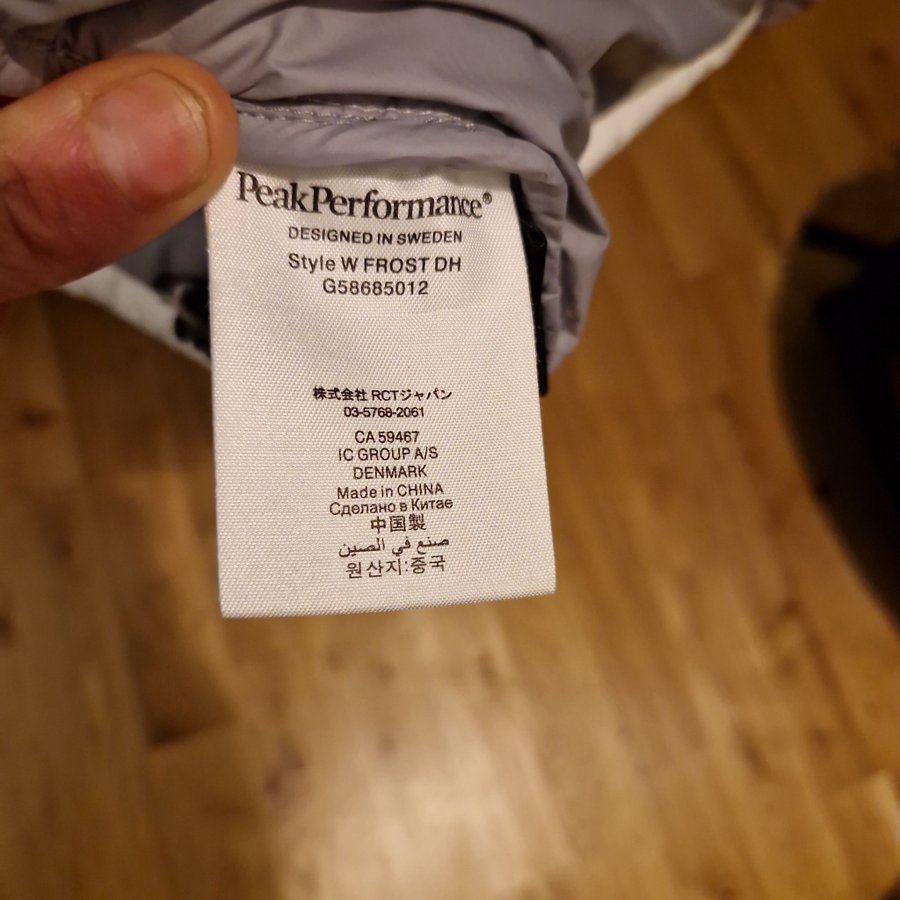 PeakPerformance®
DESIGNED IN SWEDEN
Style W FROST DH
G58685012
株式会社 RCTジャパン
03-5768-2061
CA 59467
IC GROUP A/S
DENMARK
Made in CHINA
Сделано в Китае
中国製
صنع في الصين
원산지:중국